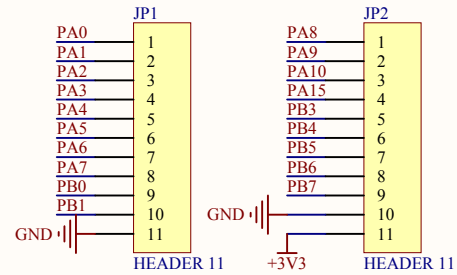 JP1
PA0 1
PA1 2
PA2 3
PA3 4
PA4 5
PA5 6
PA6 7
PA7 8
PB0 9
PB1 10
GND 11
HEADER 11
JP2
PA8 1
PA9 2
PA10 3
PA15 4
PB3 5
PB4 6
PB5 7
PB6 8
PB7 9
GND 10
11
+3V3
HEADER 11